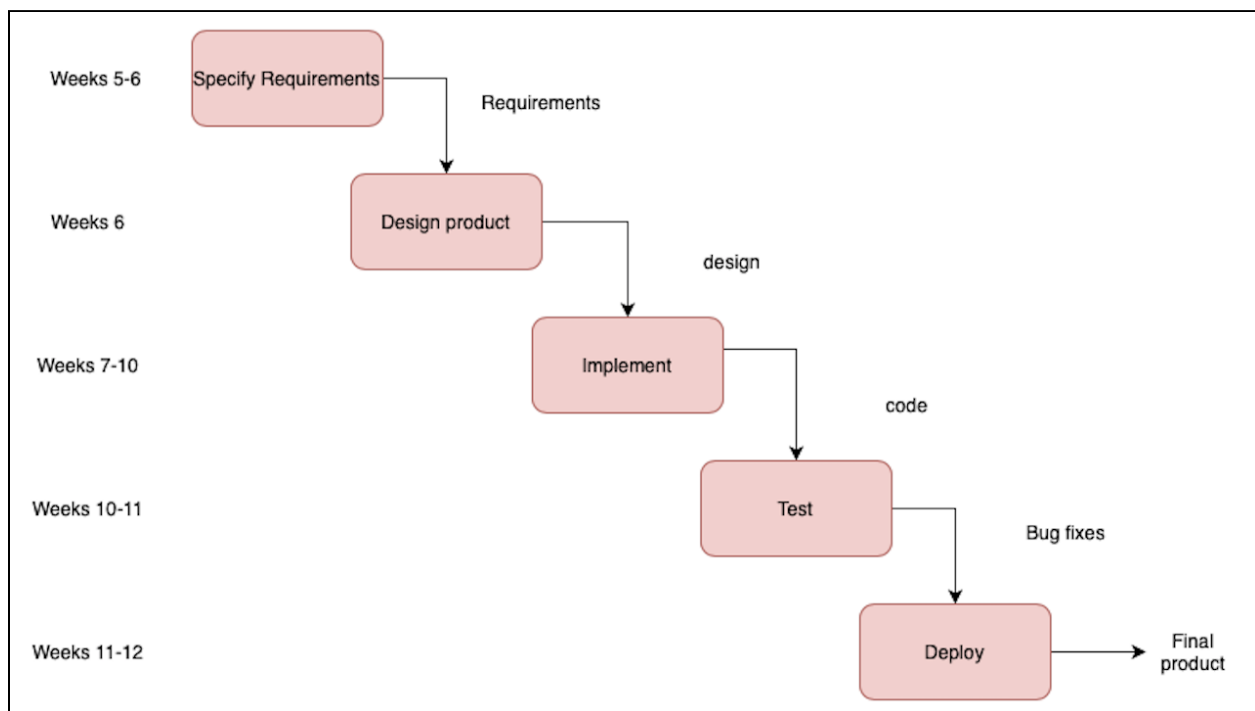 Weeks 5-6
Specify Requirements
Requirements
Weeks 6
Design product
design
Weeks 7-10
Implement
code
Weeks 10-11
Test
Bug fixes
Weeks 11-12
Deploy
Final
product